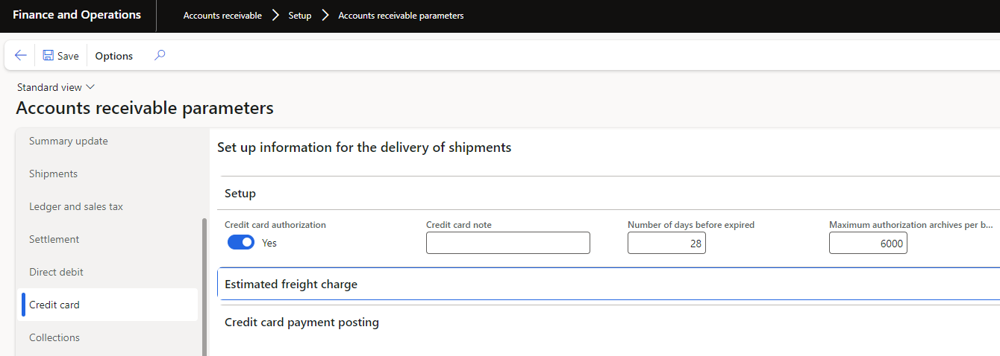 Finance and Operations
Accounts receivable
Setup
Accounts receivable parameters
Save
Options
Standard view
Accounts receivable parameters
Summary update
Shipments
Ledger and sales tax
Settlement
Direct debit
Credit card
Collections
Set up information for the delivery of shipments
Setup
Credit card authorization
Yes
Credit card note
Number of days before expired
28
Maximum authorization archives per b...
6000
Estimated freight charge
Credit card payment posting